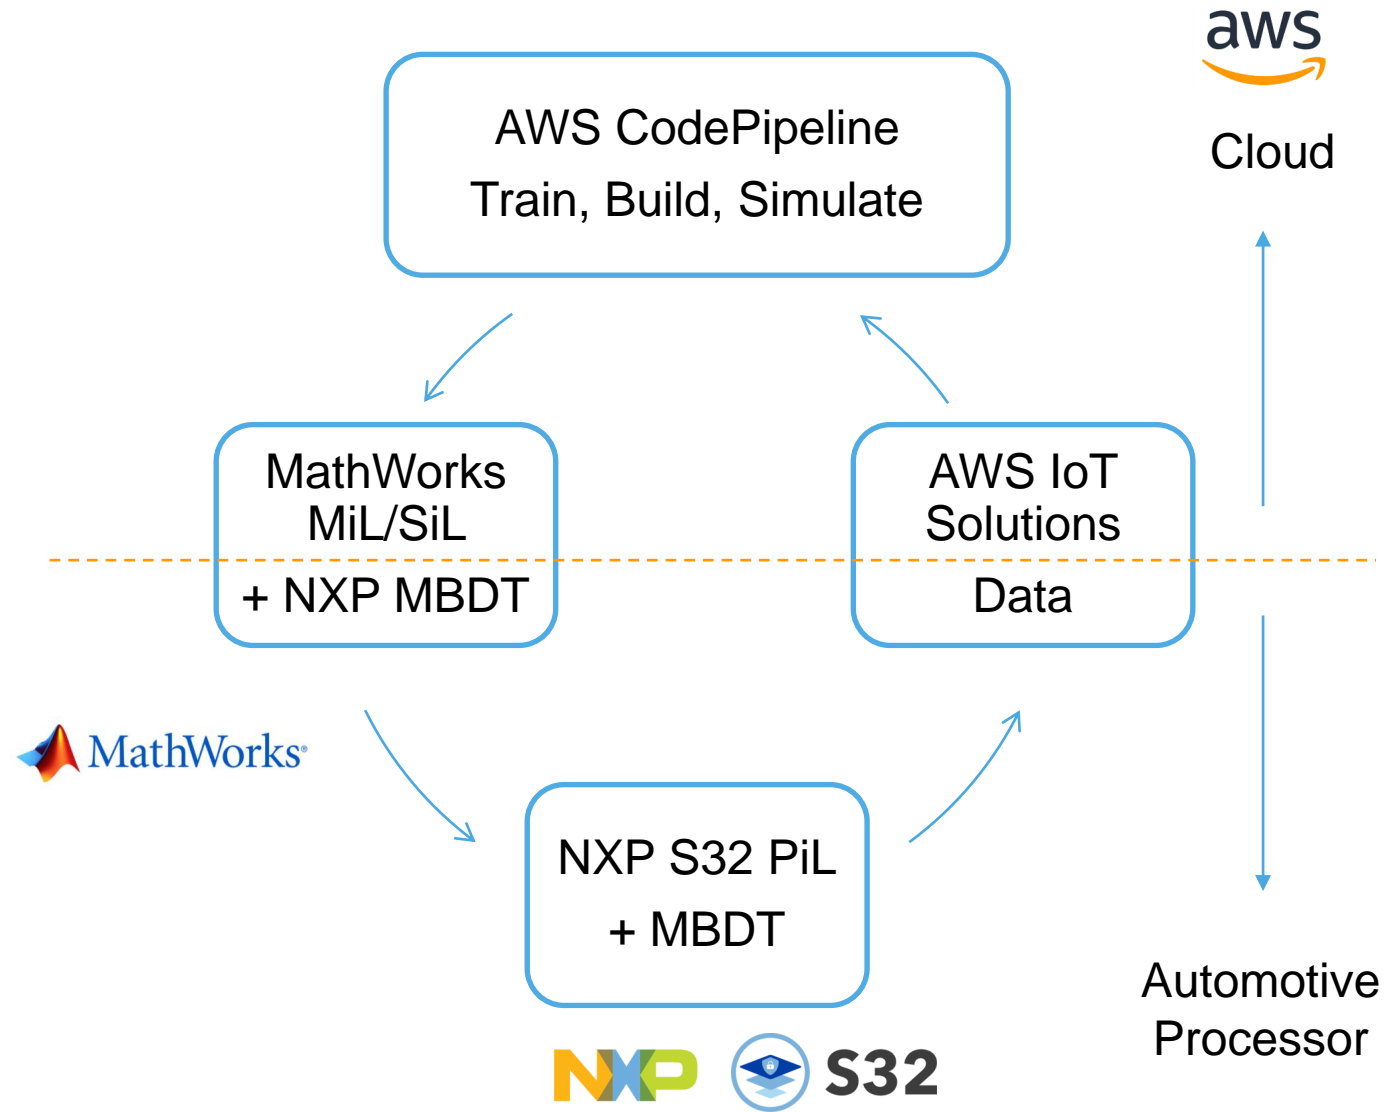 aws
Cloud
AWS CodePipeline
Train, Build, Simulate
MathWorks
MiL/SiL
+ NXP MBDT
AWS IoT
Solutions
Data
MathWorks®
NXP S32 PiL
+ MBDT
Automotive
Processor
NXP
S32